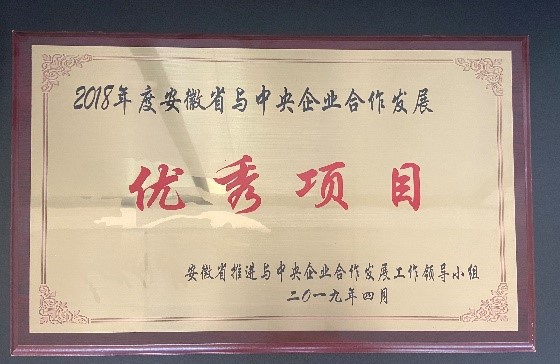 2018年度安徽省与中央企业合作发展
优秀项目
安徽省推进与中央企业合作发展工作领导小组
二〇一九年四月